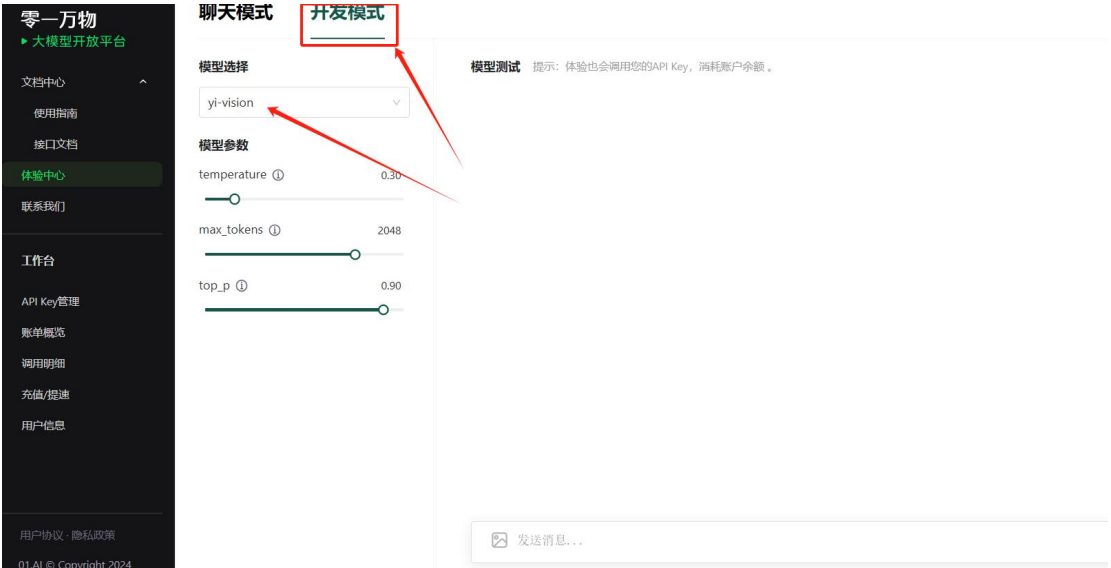 零一万物
大模型开放平台
文档中心
使用指南
接口文档
体验中心
联系我们
工作台
API Key管理
账单概览
调用明细
充值/提速
用户信息
用户协议 · 隐私政策
01.AI © Copyright 2024
聊天模式 开发模式
模型选择
yi-vision
模型参数
temperature 0.30
max_tokens 2048
top_p 0.90
模型测试 提示：体验也会调用您的API Key，消耗账户余额 。
发送消息...